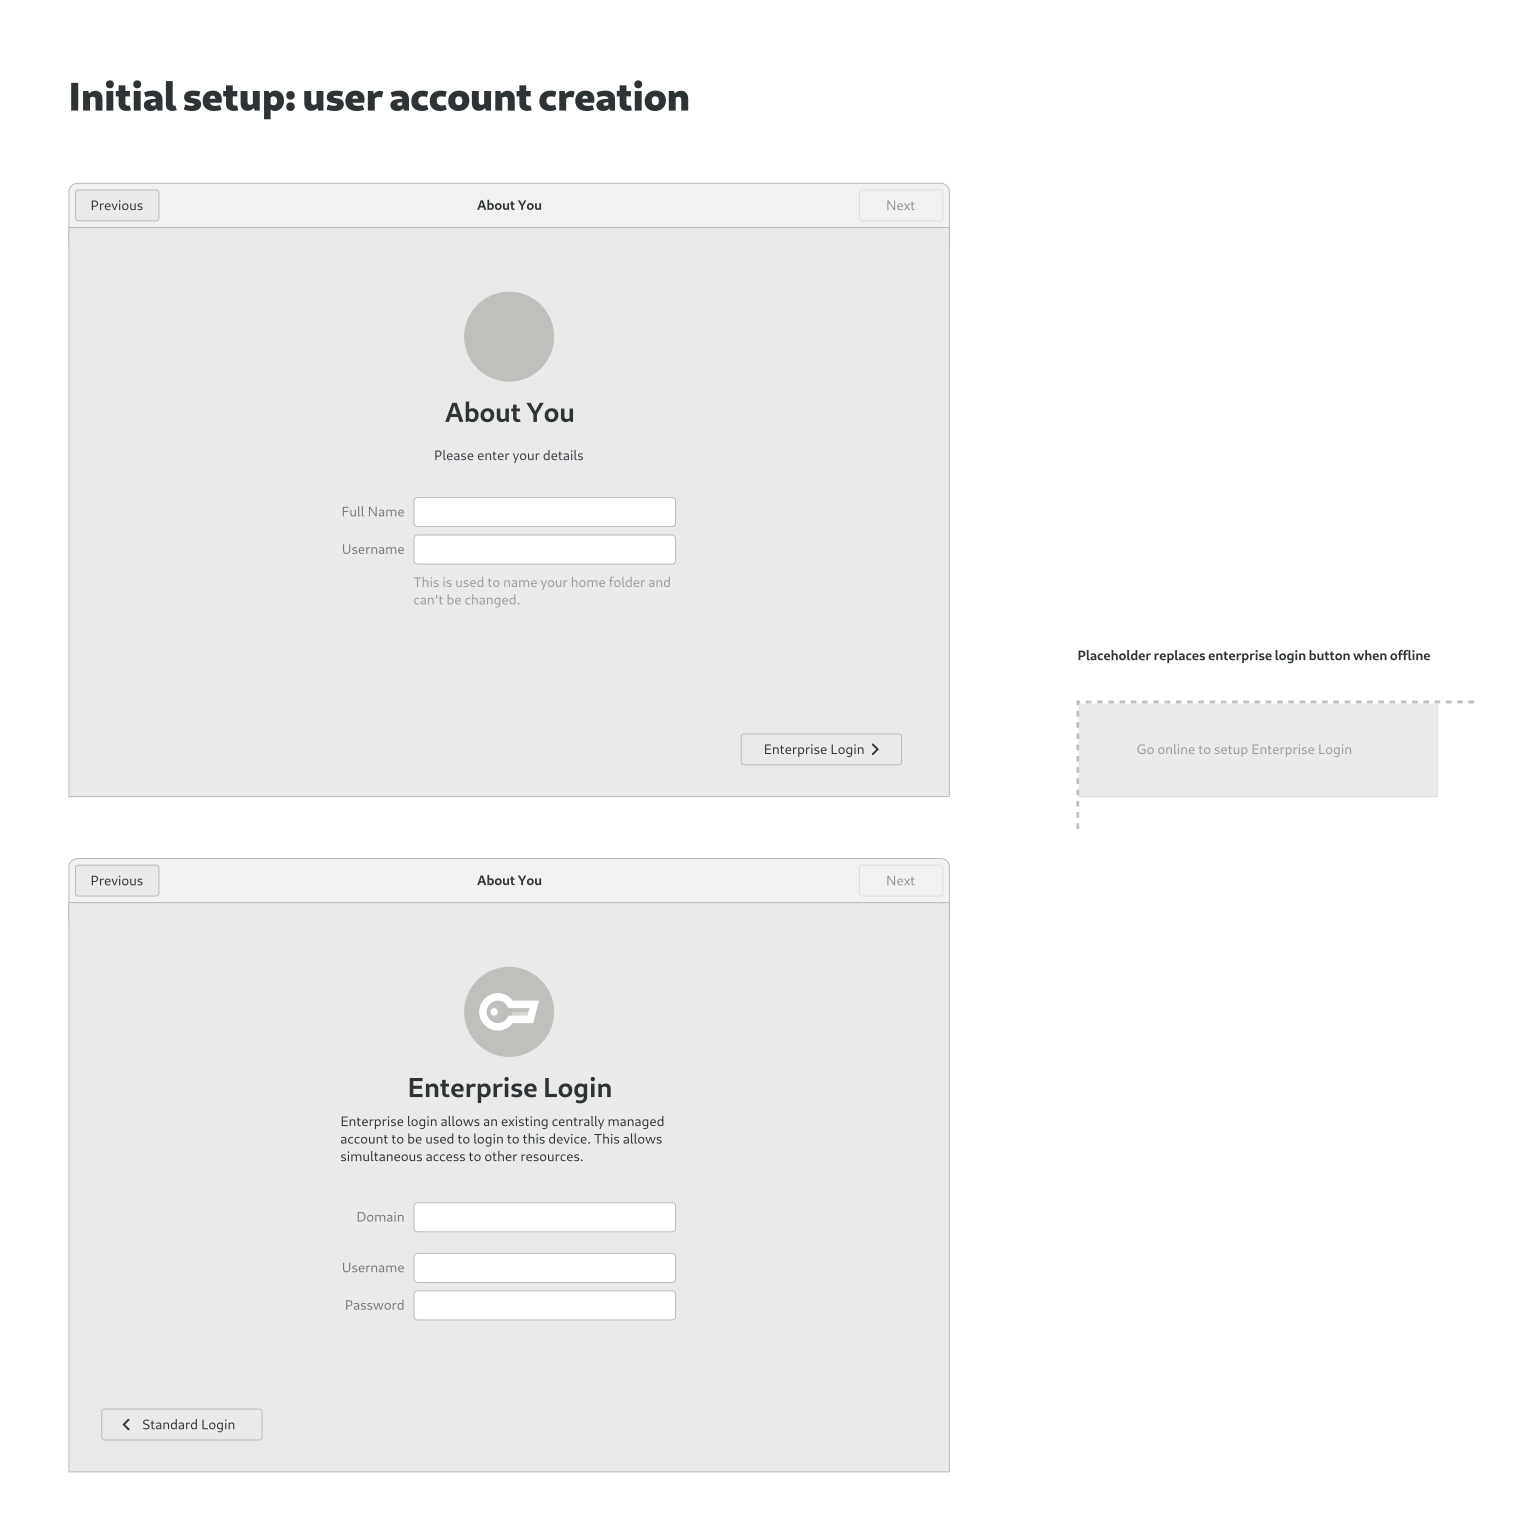 Initial setup: user account creation
Previous
About You
Next
About You
Please enter your details
Full Name
Username
This is used to name your home folder and
can't be changed.
Enterprise Login
Placeholder replaces enterprise login button when offline
Go online to setup Enterprise Login
Previous
About You
Next
Enterprise Login
Enterprise login allows an existing centrally managed
account to be used to login to this device. This allows
simultaneous access to other resources.
Domain
Username
Password
Standard Login